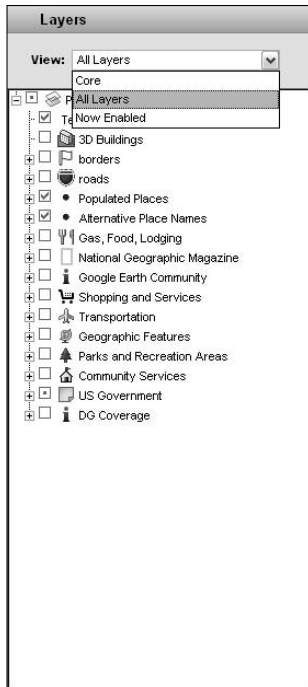 Layers
View: All Layers
Core
All Layers
Now Enabled
3D Buildings
borders
roads
Populated Places
Alternative Place Names
Gas, Food, Lodging
National Geographic Magazine
Google Earth Community
Shopping and Services
Transportation
Geographic Features
Parks and Recreation Areas
Community Services
US Government
DG Coverage